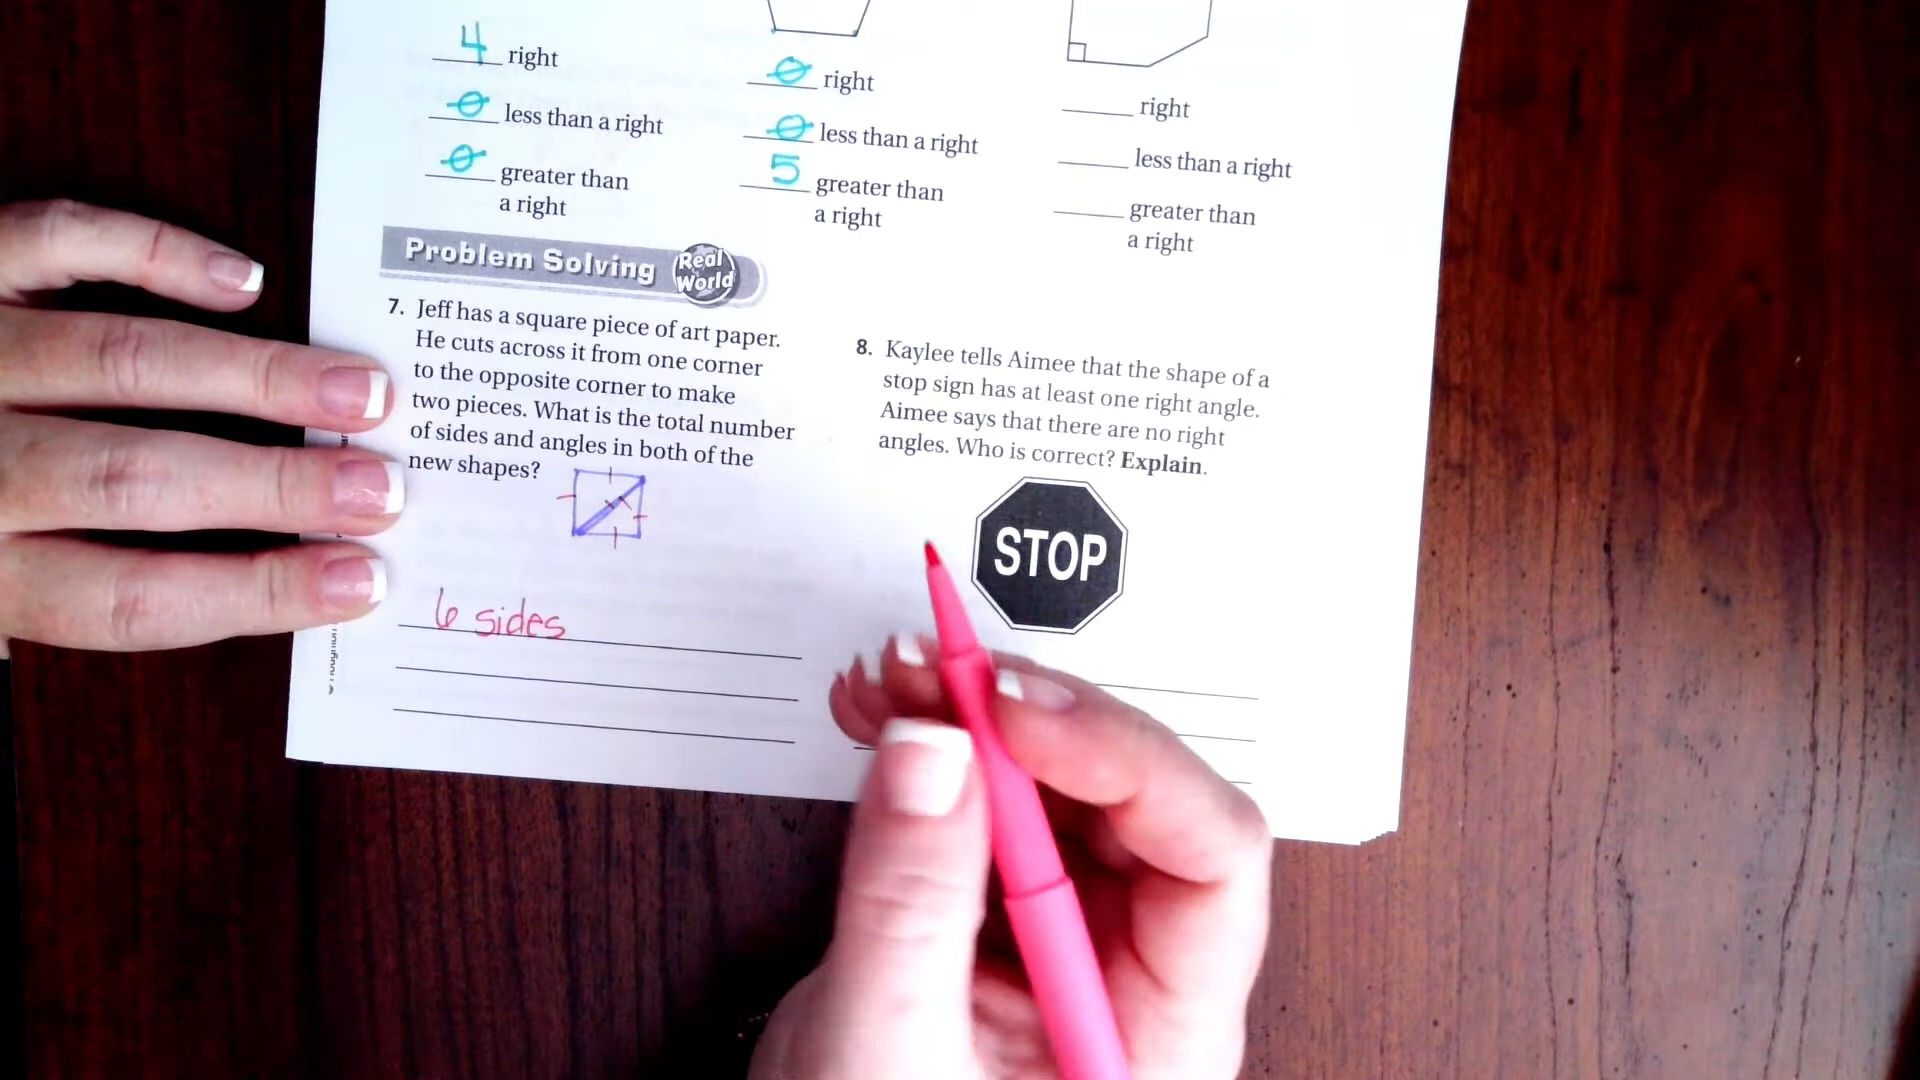 4 right
0 less than a right
0 greater than
a right
0 right
0 less than a right
5 greater than
a right
right
less than a right
greater than
a right
Problem Solving Real World
7. Jeff has a square piece of art paper.
He cuts across it from one corner
to the opposite corner to make
two pieces. What is the total number
of sides and angles in both of the
new shapes?
6 sides
8. Kaylee tells Aimee that the shape of a
stop sign has at least one right angle.
Aimee says that there are no right
angles. Who is correct? Explain.
STOP